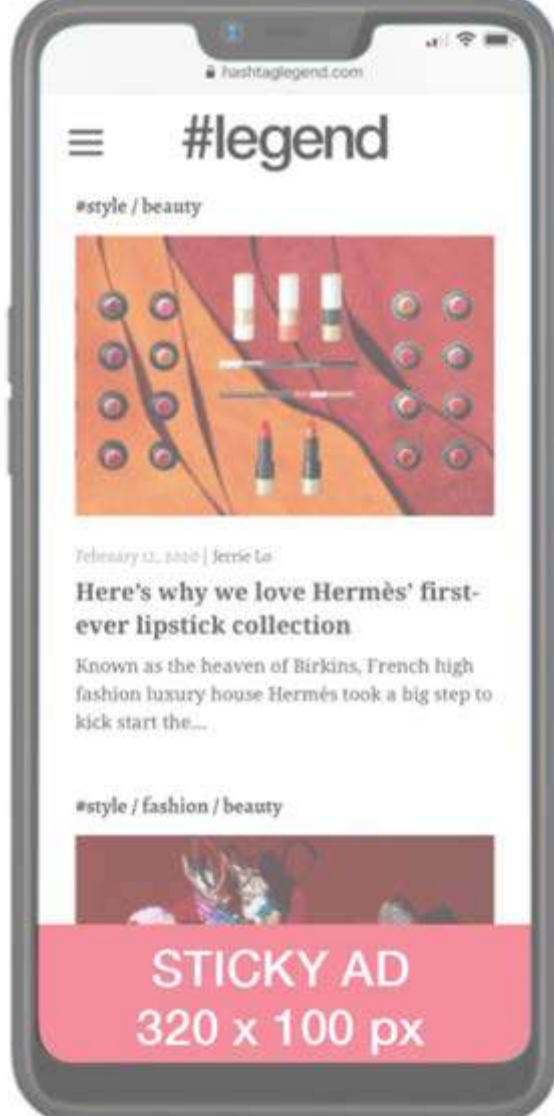 hashtaglegend.com
#legend
#style / beauty
February 12, 2020 | Jerrie Lo
Here's why we love Hermès' first-
ever lipstick collection
Known as the heaven of Birkins, French high
fashion luxury house Hermès took a big step to
kick start the...
#style / fashion / beauty
STICKY AD
320 x 100 px